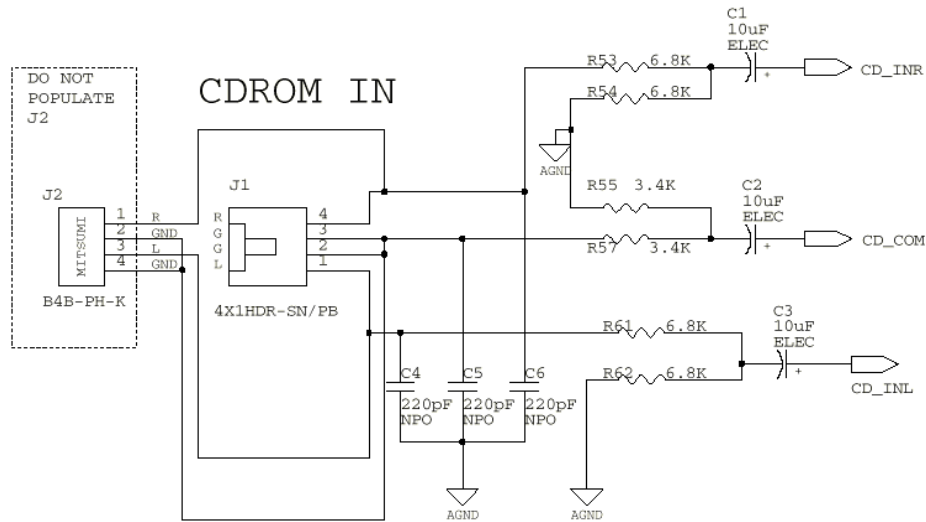 C1
10uF
ELEC
R53 6.8K
CD_INR
R54 6.8K
DO NOT
POPULATE
J2
CDROM IN
AGND
J2
J1
R55 3.4K
C2
10uF
ELEC
MITSUMI
1 R
2 GND
3 L
4 GND
R 4
G 3
G 2
L 1
R57 3.4K
CD_COM
B4B-PH-K
4X1HDR-SN/PB
C3
10uF
ELEC
R61 6.8K
R62 6.8K
CD_INL
C4 C5 C6
220pF 220pF 220pF
NPO NPO NPO
AGND
AGND